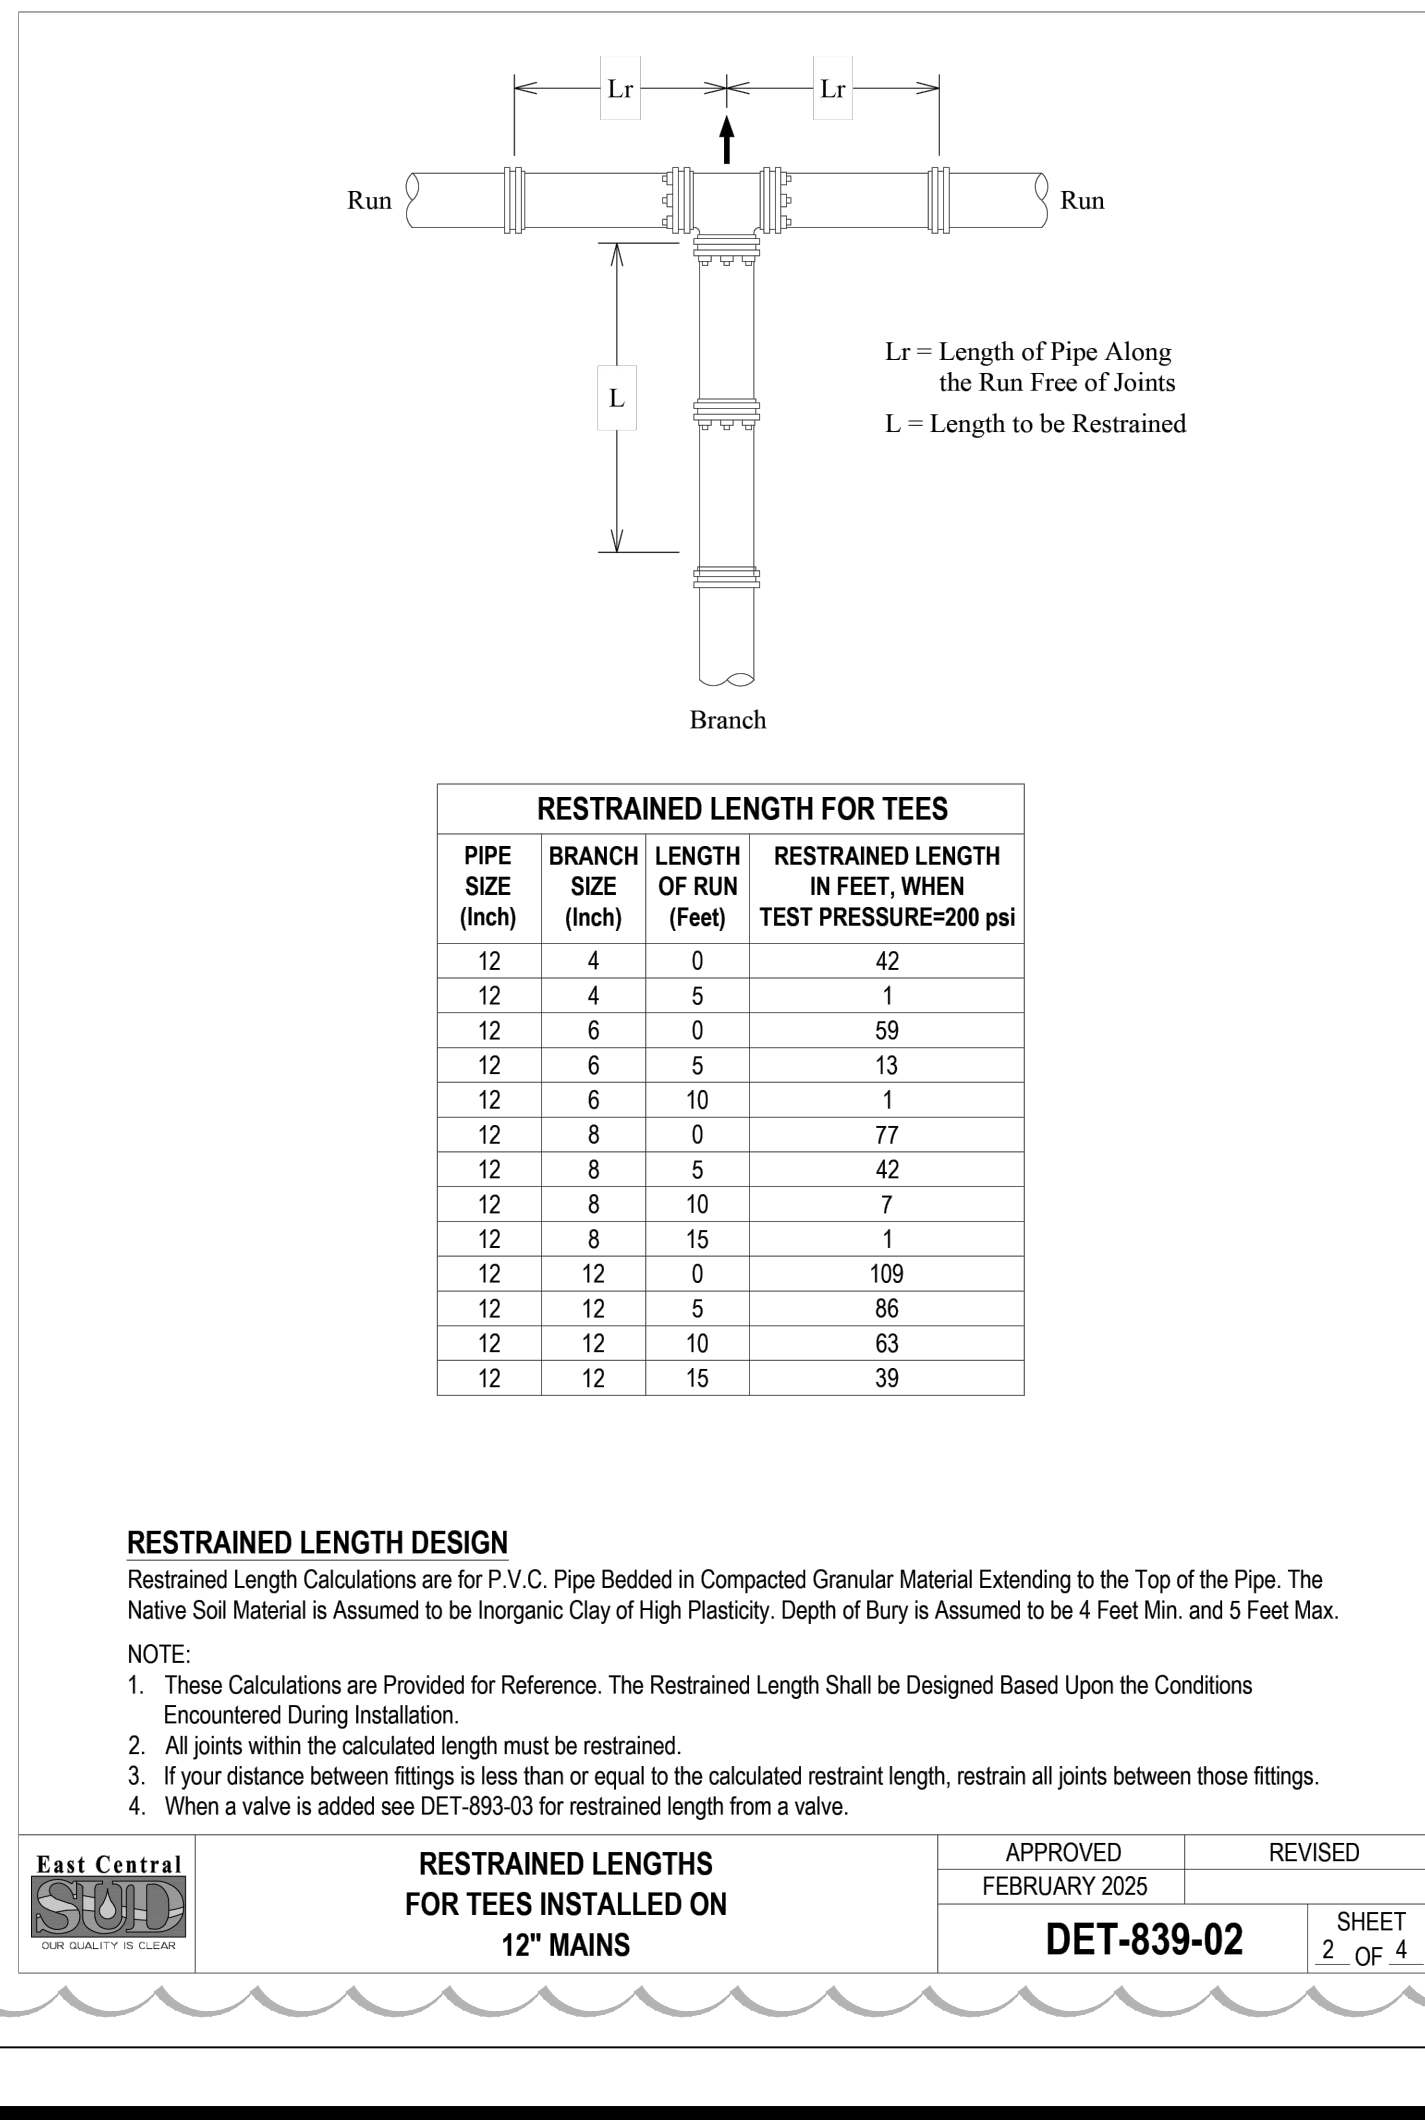 Lr Lr
Run Run
L
Lr = Length of Pipe Along
the Run Free of Joints
L = Length to be Restrained
Branch
RESTRAINED LENGTH FOR TEES
PIPE BRANCH LENGTH RESTRAINED LENGTH
SIZE SIZE OF RUN IN FEET, WHEN
(Inch) (Inch) (Feet) TEST PRESSURE=200 psi
12 4 0 42
12 4 5 1
12 6 0 59
12 6 5 13
12 6 10 1
12 8 0 77
12 8 5 42
12 8 10 7
12 8 15 1
12 12 0 109
12 12 5 86
12 12 10 63
12 12 15 39
RESTRAINED LENGTH DESIGN
Restrained Length Calculations are for P.V.C. Pipe Bedded in Compacted Granular Material Extending to the Top of the Pipe. The
Native Soil Material is Assumed to be Inorganic Clay of High Plasticity. Depth of Bury is Assumed to be 4 Feet Min. and 5 Feet Max.
NOTE:
1. These Calculations are Provided for Reference. The Restrained Length Shall be Designed Based Upon the Conditions
Encountered During Installation.
2. All joints within the calculated length must be restrained.
3. If your distance between fittings is less than or equal to the calculated restraint length, restrain all joints between those fittings.
4. When a valve is added see DET-893-03 for restrained length from a valve.
East Central
SUD
OUR QUALITY IS CLEAR
RESTRAINED LENGTHS
FOR TEES INSTALLED ON
12" MAINS
APPROVED REVISED
FEBRUARY 2025
DET-839-02
SHEET
2 OF 4